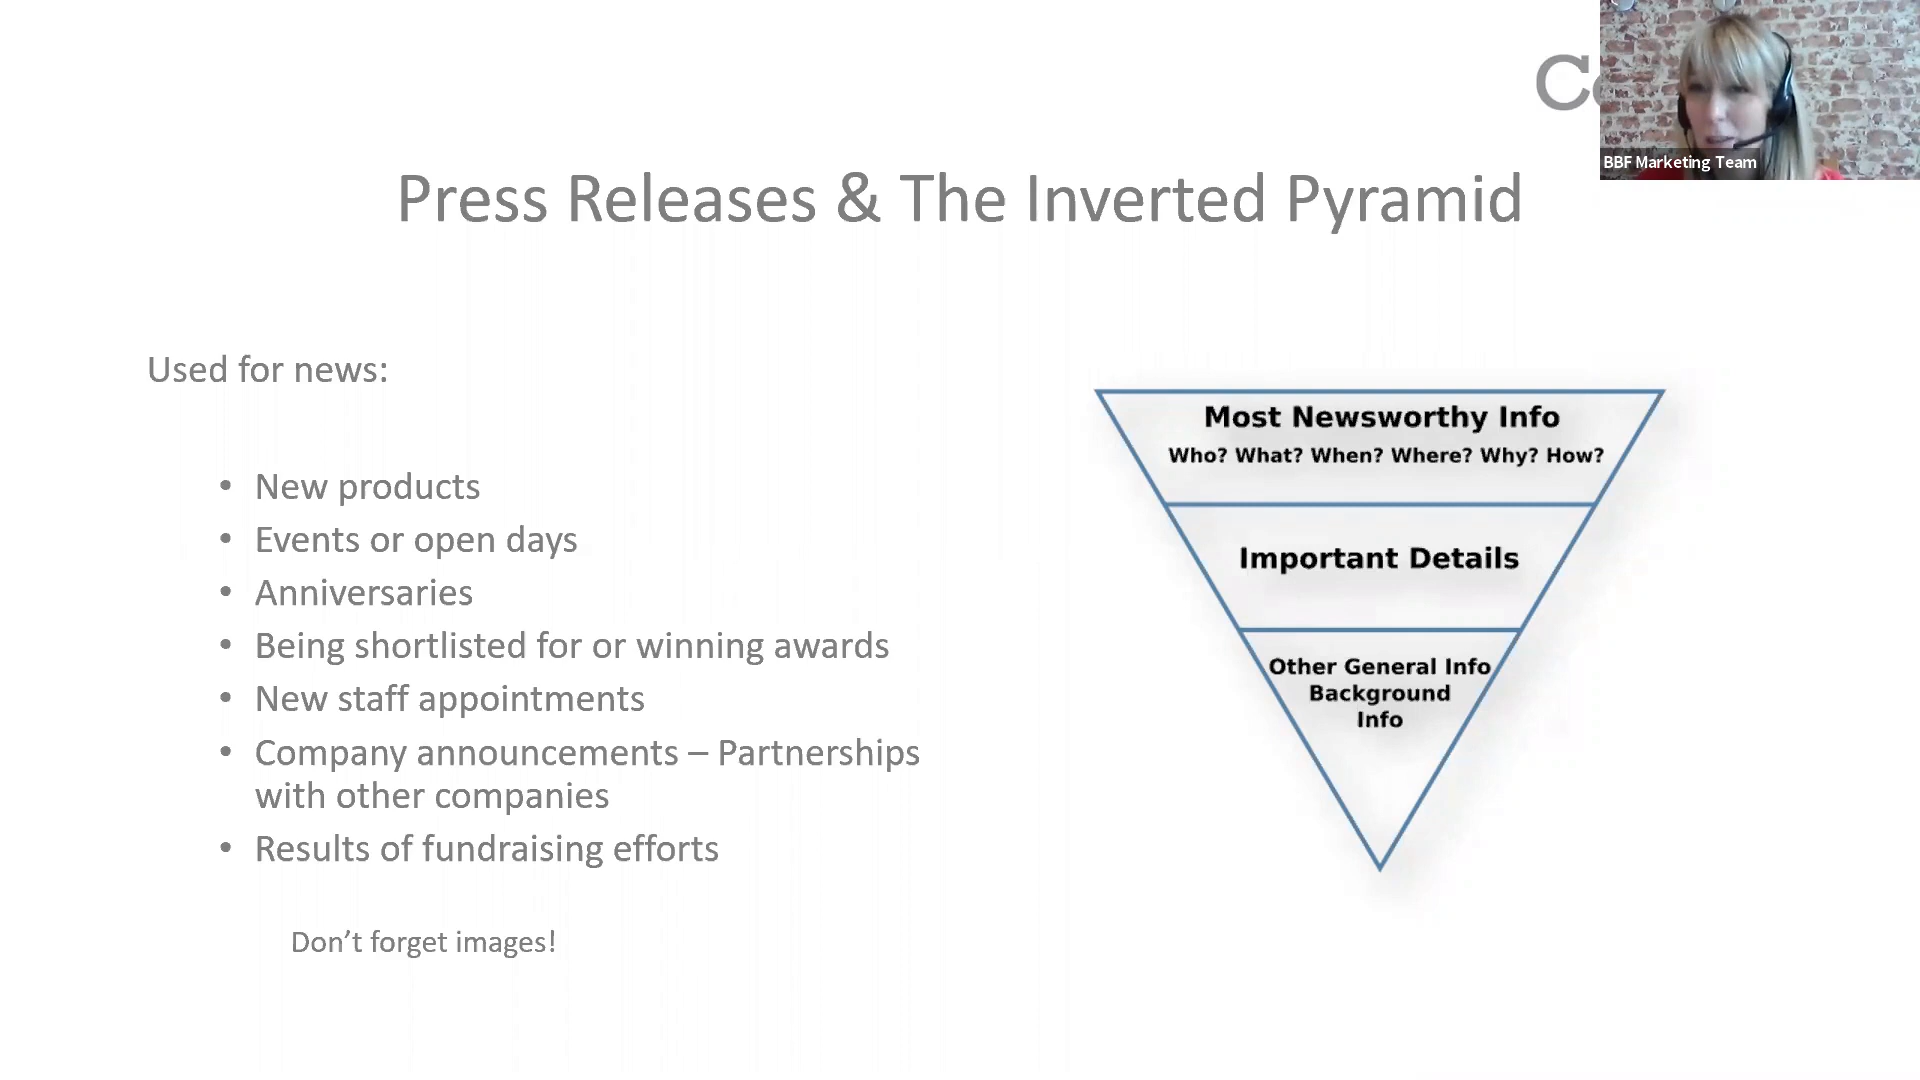 BBF Marketing Team
Press Releases & The Inverted Pyramid
Used for news:
• New products
• Events or open days
• Anniversaries
• Being shortlisted for or winning awards
• New staff appointments
• Company announcements – Partnerships
with other companies
• Results of fundraising efforts
Don’t forget images!
Most Newsworthy Info
Who? What? When? Where? Why? How?
Important Details
Other General Info
Background
Info